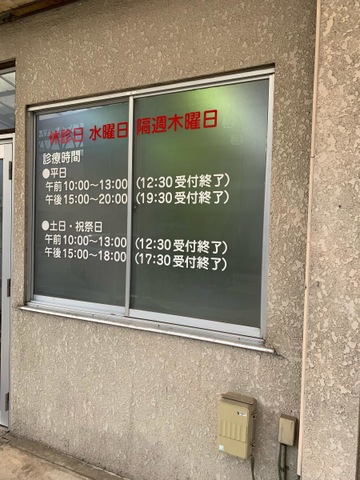 休診日 水曜日 隔週木曜日
診療時間
●平日
午前10:00〜13:00 (12:30受付終了)
午後15:00〜20:00 (19:30受付終了)
●土日・祝祭日
午前10:00〜13:00 (12:30受付終了)
午後15:00〜18:00 (17:30受付終了)